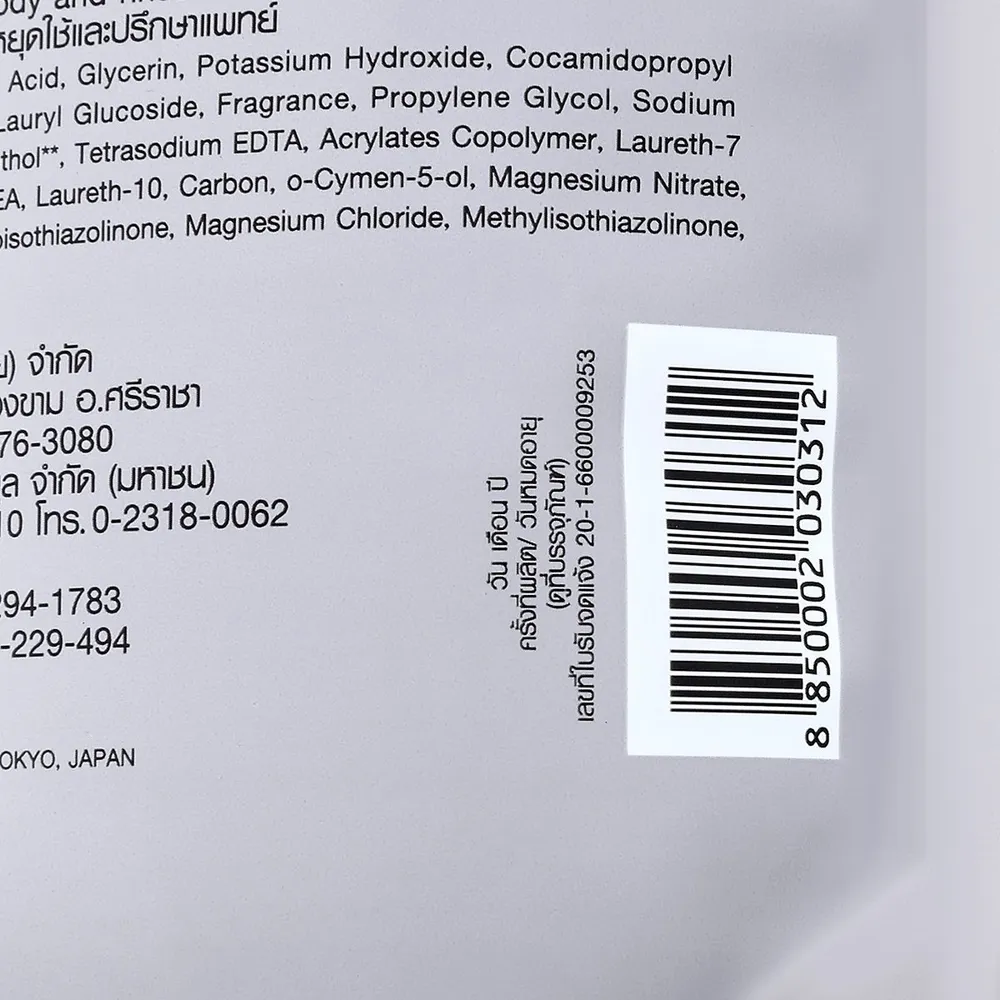 body and
หยุดใช้และปรึกษาแพทย์
Acid, Glycerin, Potassium Hydroxide, Cocamidopropyl
Lauryl Glucoside, Fragrance, Propylene Glycol, Sodium
thol**, Tetrasodium EDTA, Acrylates Copolymer, Laureth-7
EA, Laureth-10, Carbon, o-Cymen-5-ol, Magnesium Nitrate,
oisothiazolinone, Magnesium Chloride, Methylisothiazolinone,
ย) จำกัด
องขาม อ.ศรีราชา
76-3080
ล จำกัด (มหาชน)
10 โทร. 0-2318-0062
294-1783
-229-494
OKYO, JAPAN
วัน เดือน ปี
ครั้งที่ผลิต/ วันหมดอายุ
(ดูที่บรรจุภัณฑ์)
เลขที่ใบรับจดแจ้ง 20-1-6600009253
8 850002 030312